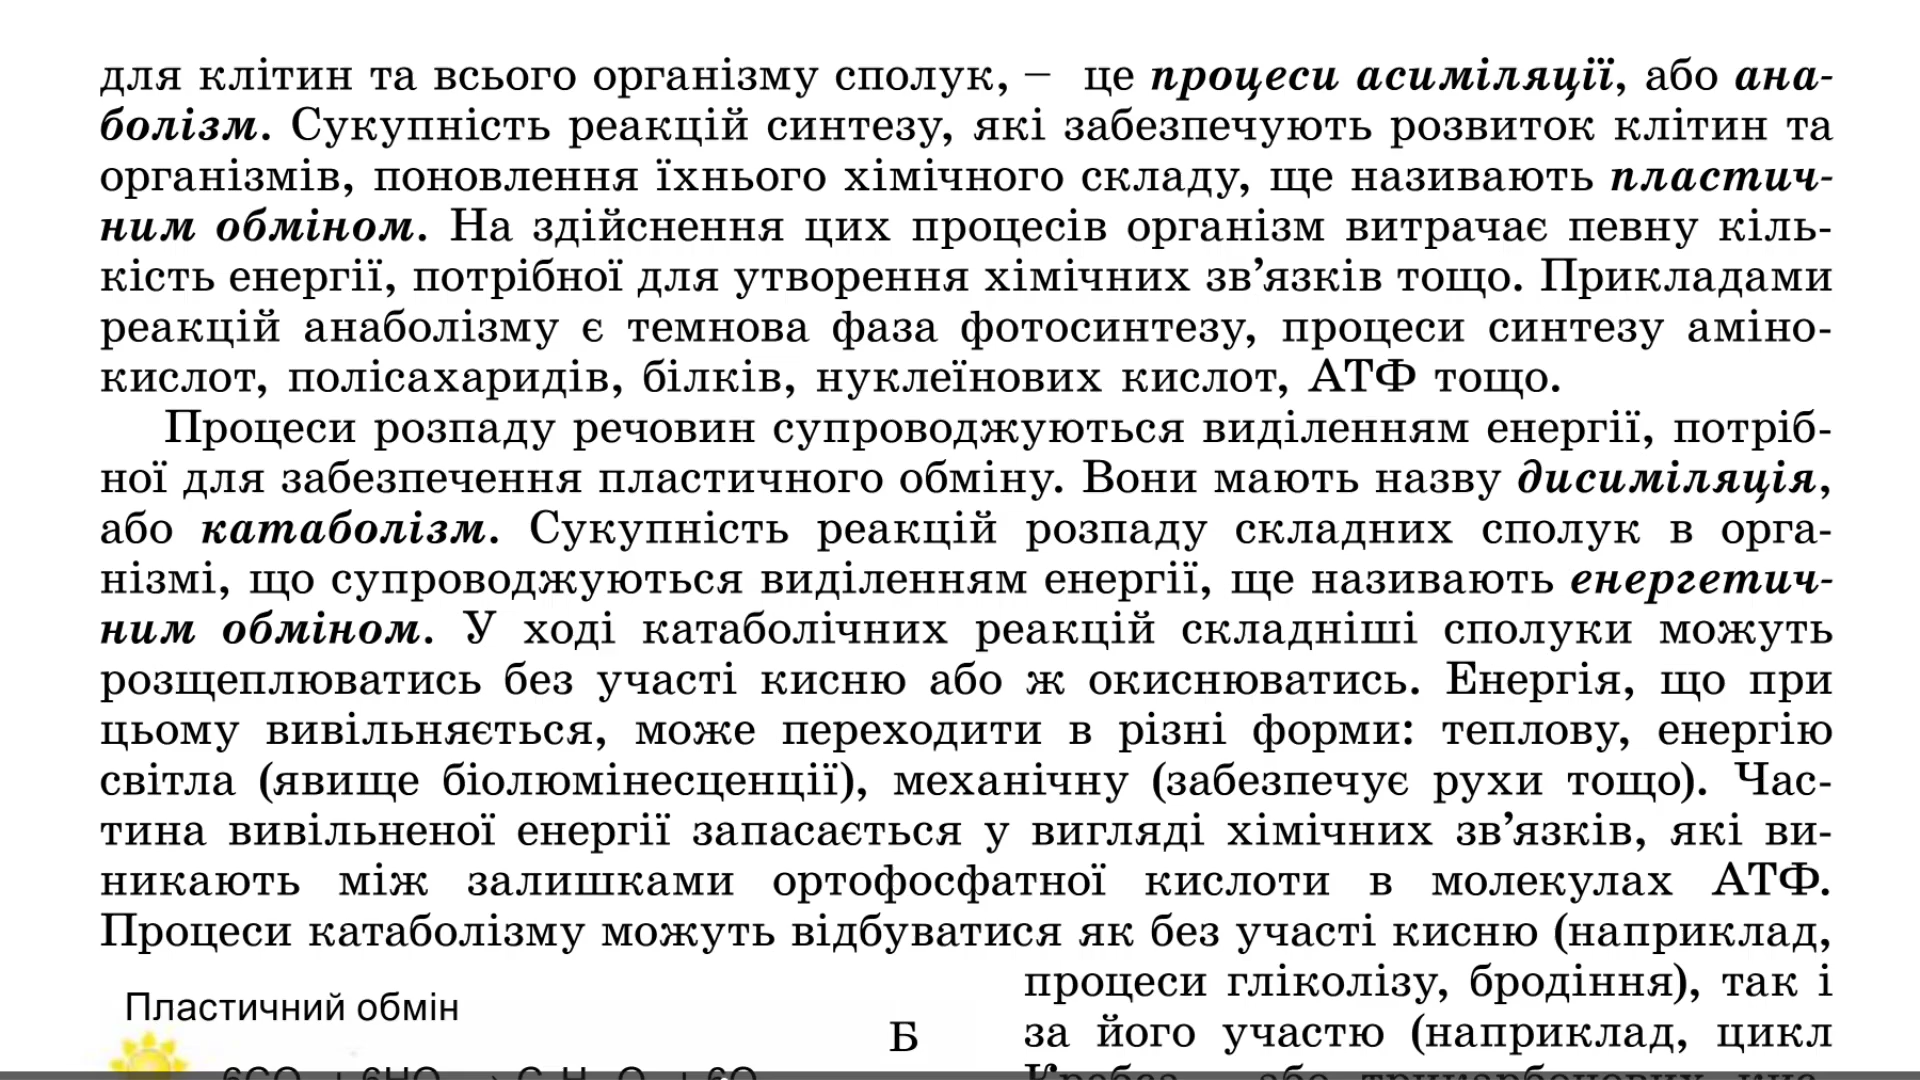 для клітин та всього організму сполук, – це процеси асиміляції, або ана-
болізм. Сукупність реакцій синтезу, які забезпечують розвиток клітин та
організмів, поновлення їхнього хімічного складу, ще називають пластич-
ним обміном. На здійснення цих процесів організм витрачає певну кіль-
кість енергії, потрібної для утворення хімічних зв’язків тощо. Прикладами
реакцій анаболізму є темнова фаза фотосинтезу, процеси синтезу аміно-
кислот, полісахаридів, білків, нуклеїнових кислот, АТФ тощо.
Процеси розпаду речовин супроводжуються виділенням енергії, потріб-
ної для забезпечення пластичного обміну. Вони мають назву дисиміляція,
або катаболізм. Сукупність реакцій розпаду складних сполук в орга-
нізмі, що супроводжуються виділенням енергії, ще називають енергетич-
ним обміном. У ході катаболічних реакцій складніші сполуки можуть
розщеплюватись без участі кисню або ж окиснюватись. Енергія, що при
цьому вивільняється, може переходити в різні форми: теплову, енергію
світла (явище біолюмінесценції), механічну (забезпечує рухи тощо). Час-
тина вивільненої енергії запасається у вигляді хімічних зв’язків, які ви-
никають між залишками ортофосфатної кислоти в молекулах АТФ.
Процеси катаболізму можуть відбуватися як без участі кисню (наприклад,
процеси гліколізу, бродіння), так і
за його участю (наприклад, цикл
Пластичний обмін
Б